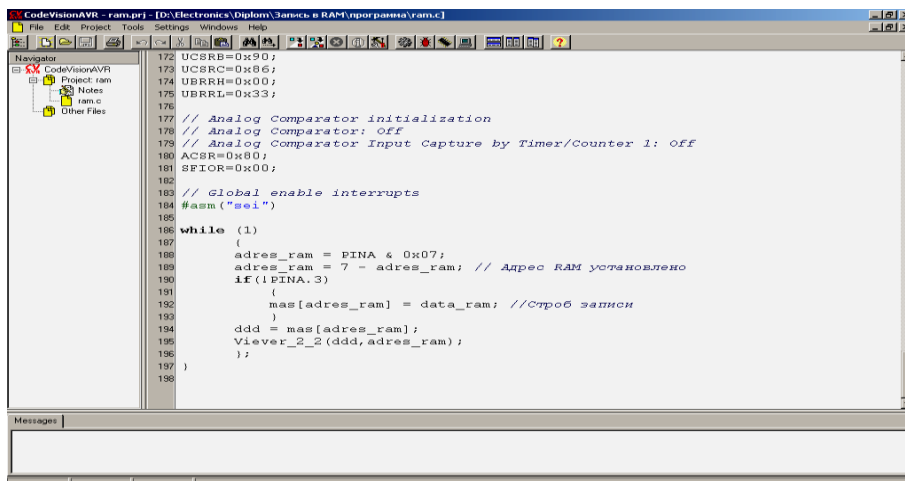 CodeVisionAVR - ram.prj - [D:\Electronics\Diplom\Запись в RAM\программа\ram.c]
File Edit Project Tools Settings Windows Help
Navigator
CodeVisionAVR
Project: ram
Notes
ram.c
Other Files
172 UCSRB=0x90;
173 UCSRC=0x86;
174 UBRRH=0x00;
175 UBRRL=0x33;
176
177 // Analog Comparator initialization
178 // Analog Comparator: Off
179 // Analog Comparator Input Capture by Timer/Counter 1: Off
180 ACSR=0x80;
181 SFIOR=0x00;
182
183 // Global enable interrupts
184 #asm("sei")
185
186 while (1)
187 {
188 adres_ram = PINA & 0x07;
189 adres_ram = 7 - adres_ram; // Адрес RAM установлено
190 if(!PINA.3)
191 {
192 mas[adres_ram] = data_ram; //Строб записи
193 }
194 ddd = mas[adres_ram];
195 Viever_2_2(ddd,adres_ram);
196 };
197 }
198
Messages